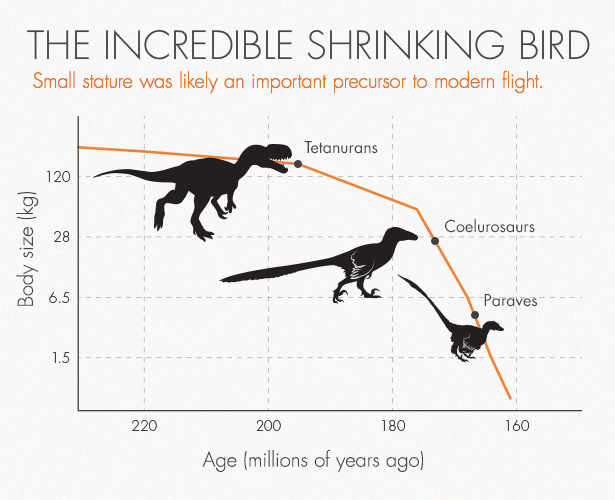 THE INCREDIBLE SHRINKING BIRD
Small stature was likely an important precursor to modern flight.
Tetanurans
120
Coelurosaurs
28
Body size (kg)
Paraves
6.5
1.5
220 200 180 160
Age (millions of years ago)